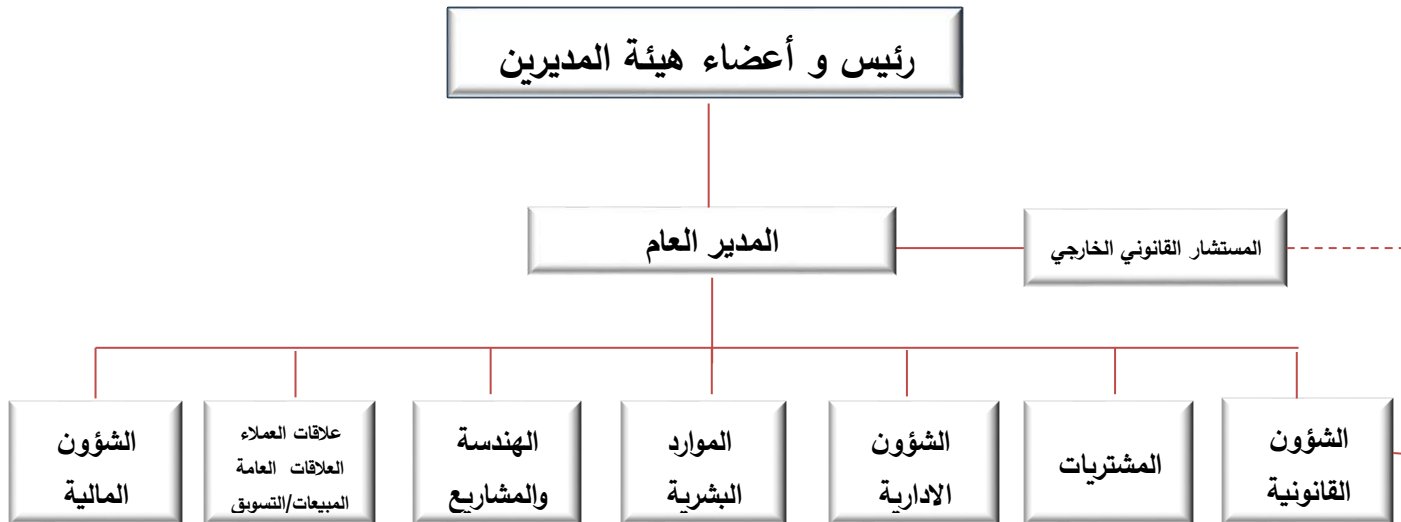 رئيس و أعضاء هيئة المديرين
المدير العام
المستشار القانوني الخارجي
الشؤون
القانونية
المشتريات
الشؤون
الادارية
الموارد
البشرية
الهندسة
والمشاريع
علاقات العملاء
العلاقات العامة
المبيعات/التسويق
الشؤون
المالية